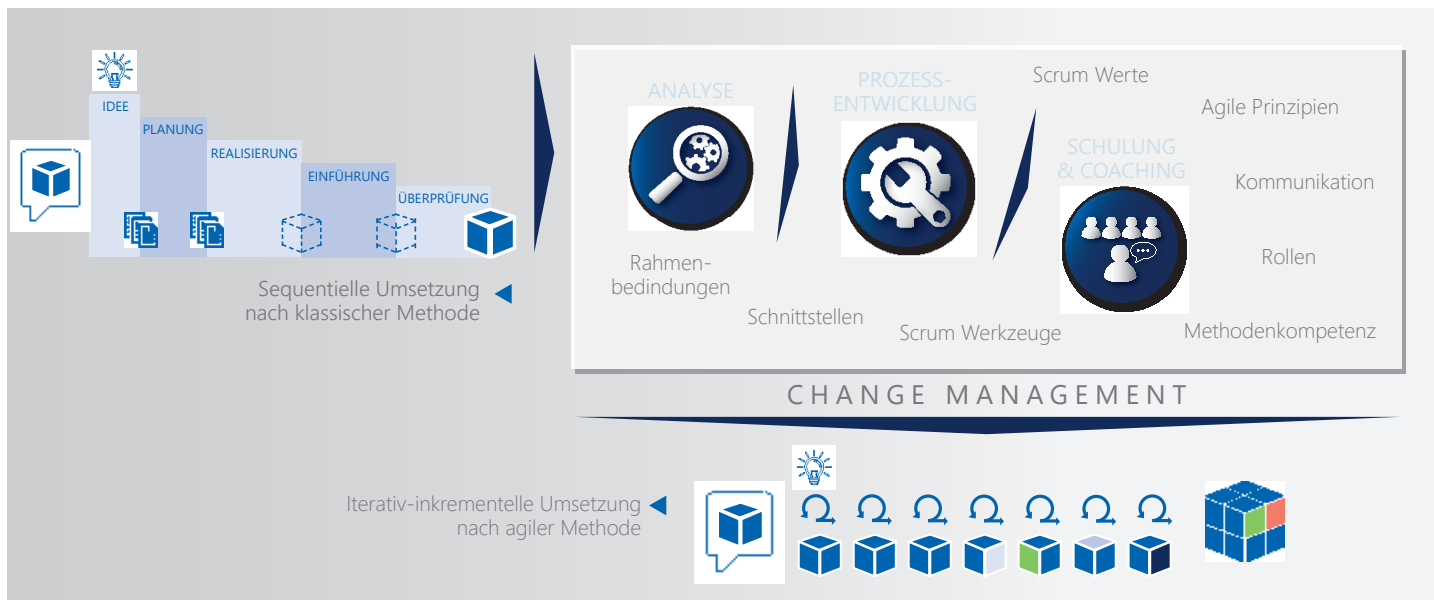 IDEE
PLANUNG
REALISIERUNG
EINFÜHRUNG
ÜBERPRÜFUNG
Sequentielle Umsetzung
nach klassischer Methode
ANALYSE
Rahmen-
bedindungen
Schnittstellen
PROZESS-
ENTWICKLUNG
Scrum Werkzeuge
Scrum Werte
SCHULUNG
& COACHING
Agile Prinzipien
Kommunikation
Rollen
Methodenkompetenz
CHANGE MANAGEMENT
Iterativ-inkrementelle Umsetzung
nach agiler Methode